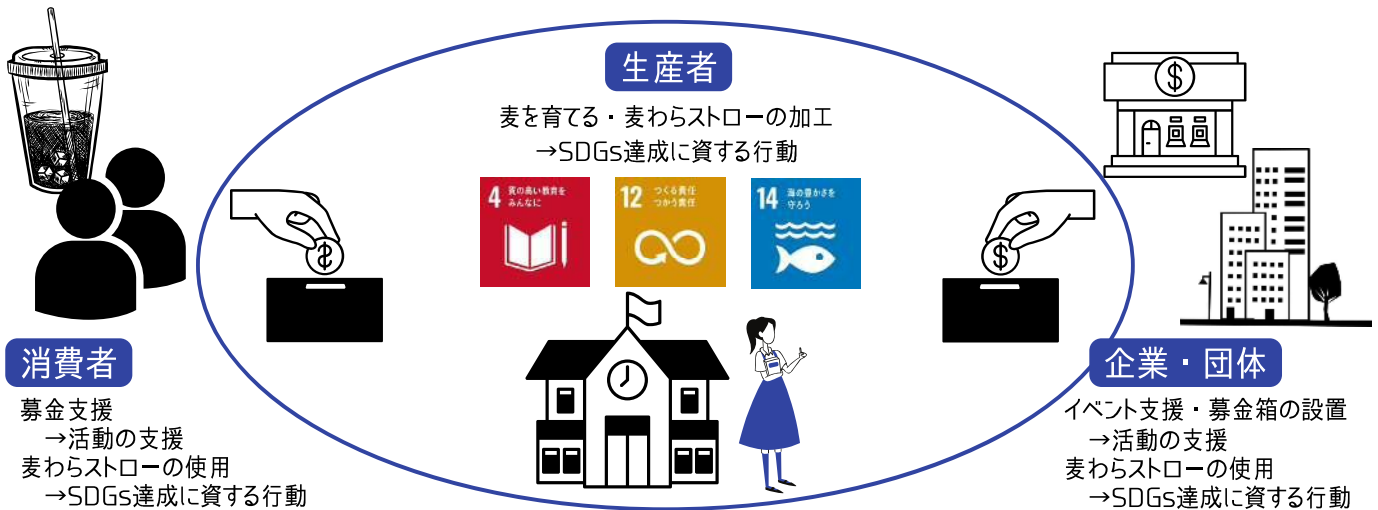 生産者
麦を育てる・麦わらストローの加工
→SDGs達成に資する行動
4 質の高い教育を
みんなに
12 つくる責任
つかう責任
14 海の豊かさを
守ろう
$
$
$
消費者
募金支援
→活動の支援
麦わらストローの使用
→SDGs達成に資する行動
企業・団体
イベント支援・募金箱の設置
→活動の支援
麦わらストローの使用
→SDGs達成に資する行動